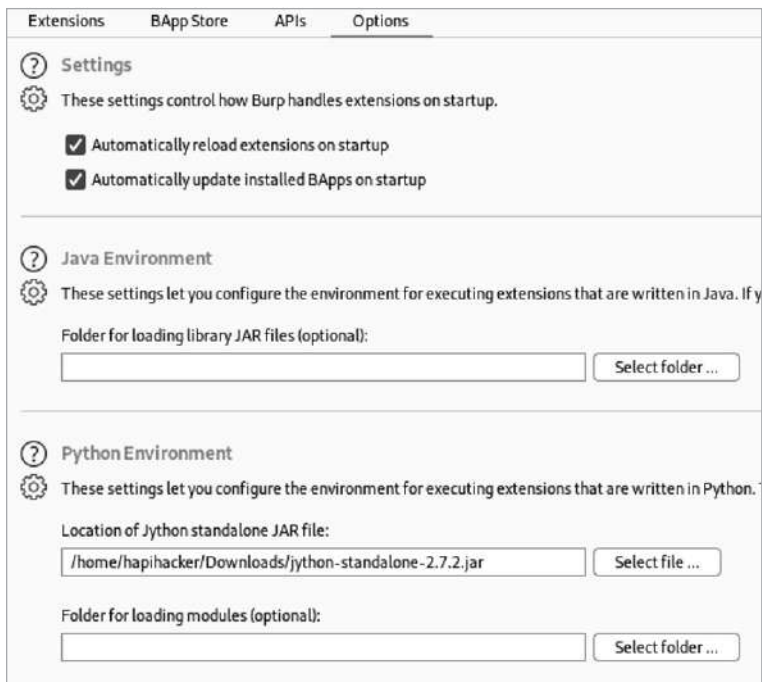 Extensions BApp Store APIs Options
Settings
These settings control how Burp handles extensions on startup.
Automatically reload extensions on startup
Automatically update installed BApps on startup
Java Environment
These settings let you configure the environment for executing extensions that are written in Java. If y
Folder for loading library JAR files (optional):
Select folder ...
Python Environment
These settings let you configure the environment for executing extensions that are written in Python.
Location of Jython standalone JAR file:
/home/hapihacker/Downloads/jython-standalone-2.7.2.jar Select file ...
Folder for loading modules (optional):
Select folder ...